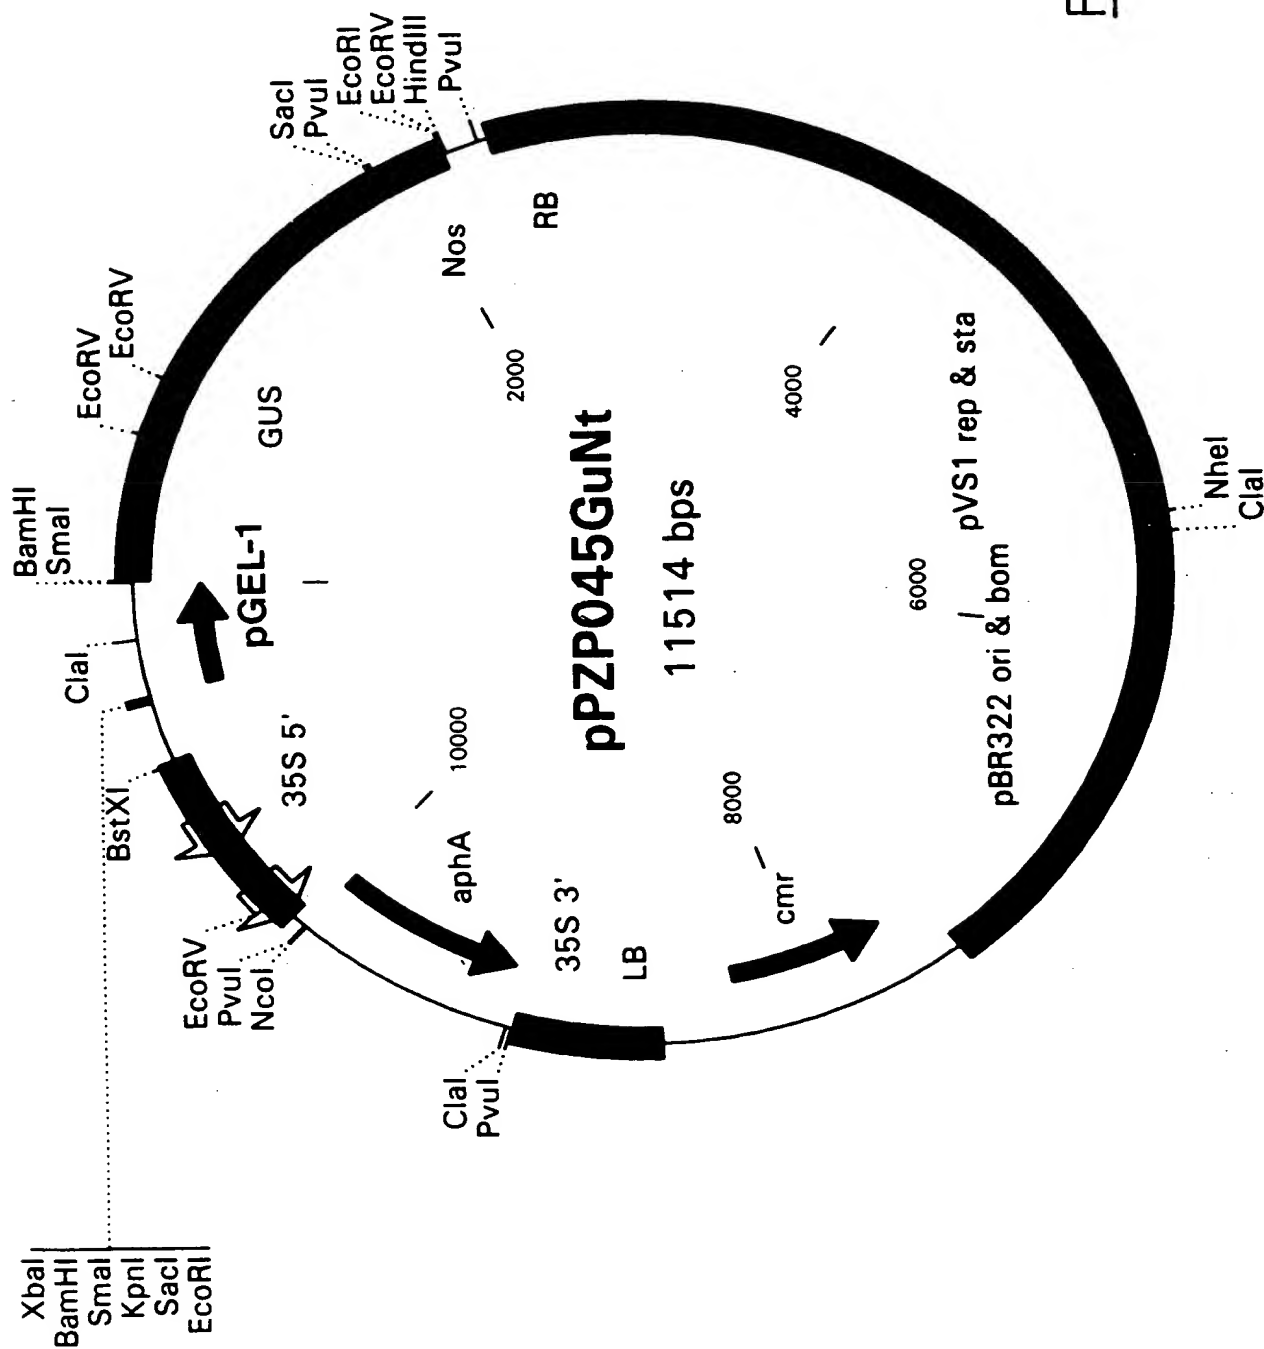 XbaI
BamHI
SmaI
KpnI
SacI
EcoRI
BstXI
ClaI
BamHI
SmaI
EcoRV
EcoRV
SacI
PvuI
EcoRI
EcoRV
HindIII
PvuI
EcoRV
PvuI
NcoI
ClaI
PvuI
NheI
ClaI
pGEL-1
GUS
Nos
RB
35S 5'
aphA
35S 3'
LB
cmr
pBR322 ori & bom
pVS1 rep & sta
2000
4000
6000
8000
10000
pPZP045GuNt
11514 bps